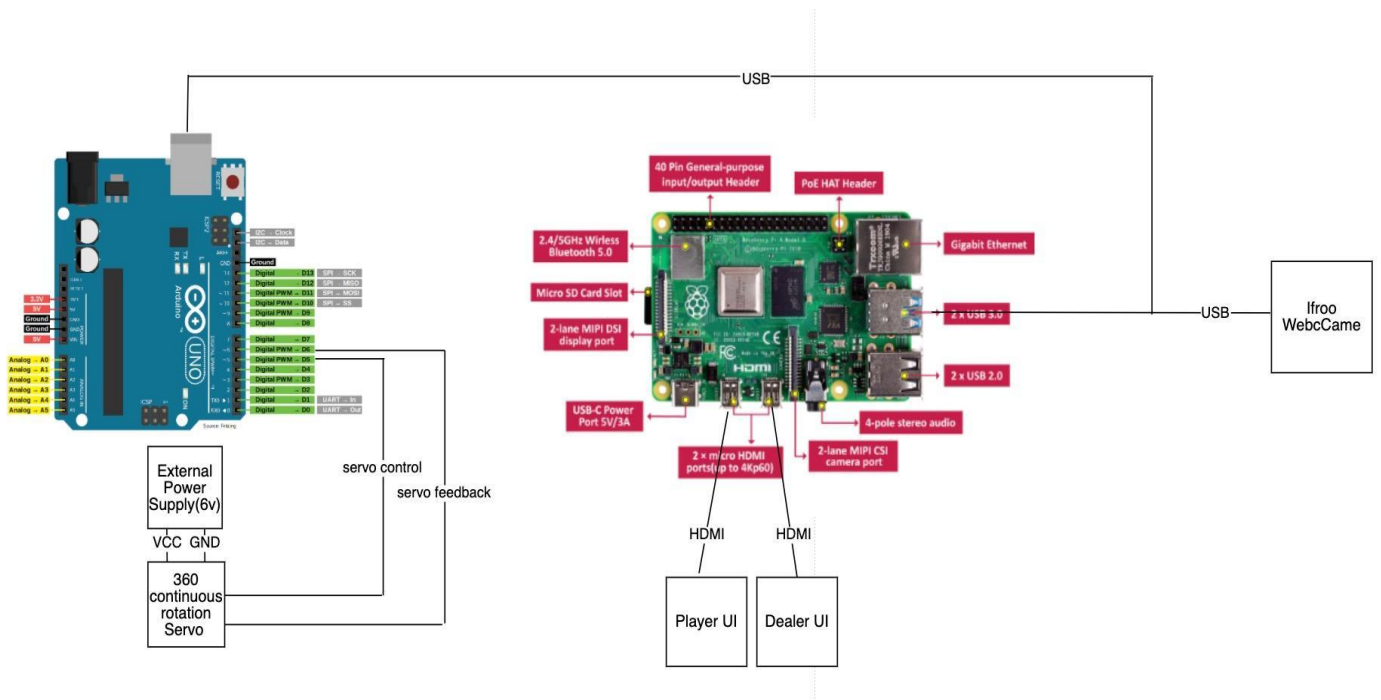 USB
RESET
ICSP2
I2C → Clock
I2C → Data
Ground
Digital → D13 SPI SCK
Digital → D12 SPI MISO
Digital PWM → D11 SPI → MOSI
Digital PWM → D10 SPI → SS
Digital PWM → D9
Digital → D8
Digital → D7
Digital PWM → D6
Digital PWM → D5
Digital → D4
Digital PWM → D3
Digital → D2
Digital → D1 UART → In
Digital → D0 UART → Out
3.3V
5V
Ground
Ground
5V
Analog → A0
Analog → A1
Analog → A2
Analog → A3
Analog → A4
Analog → A5
TX
RX
L
Arduino
UNO
ON
ICSP
External
Power
Supply(6v)
VCC GND
360
continuous
rotation
Servo
servo control
servo feedback
40 Pin General-purpose
input/output Header
PoE HAT Header
2.4/5GHz Wirless
Bluetooth 5.0
Gigabit Ethernet
Micro SD Card Slot
2-lane MIPI DSI
display port
2 x USB 3.0
2 x USB 2.0
HDMI
USB-C Power
Port 5V/3A
4-pole stereo audio
2 × micro HDMI
ports(up to 4Kp60)
2-lane MIPI CSI
camera port
HDMI
HDMI
Player UI
Dealer UI
USB
Ifroo
WebcCame